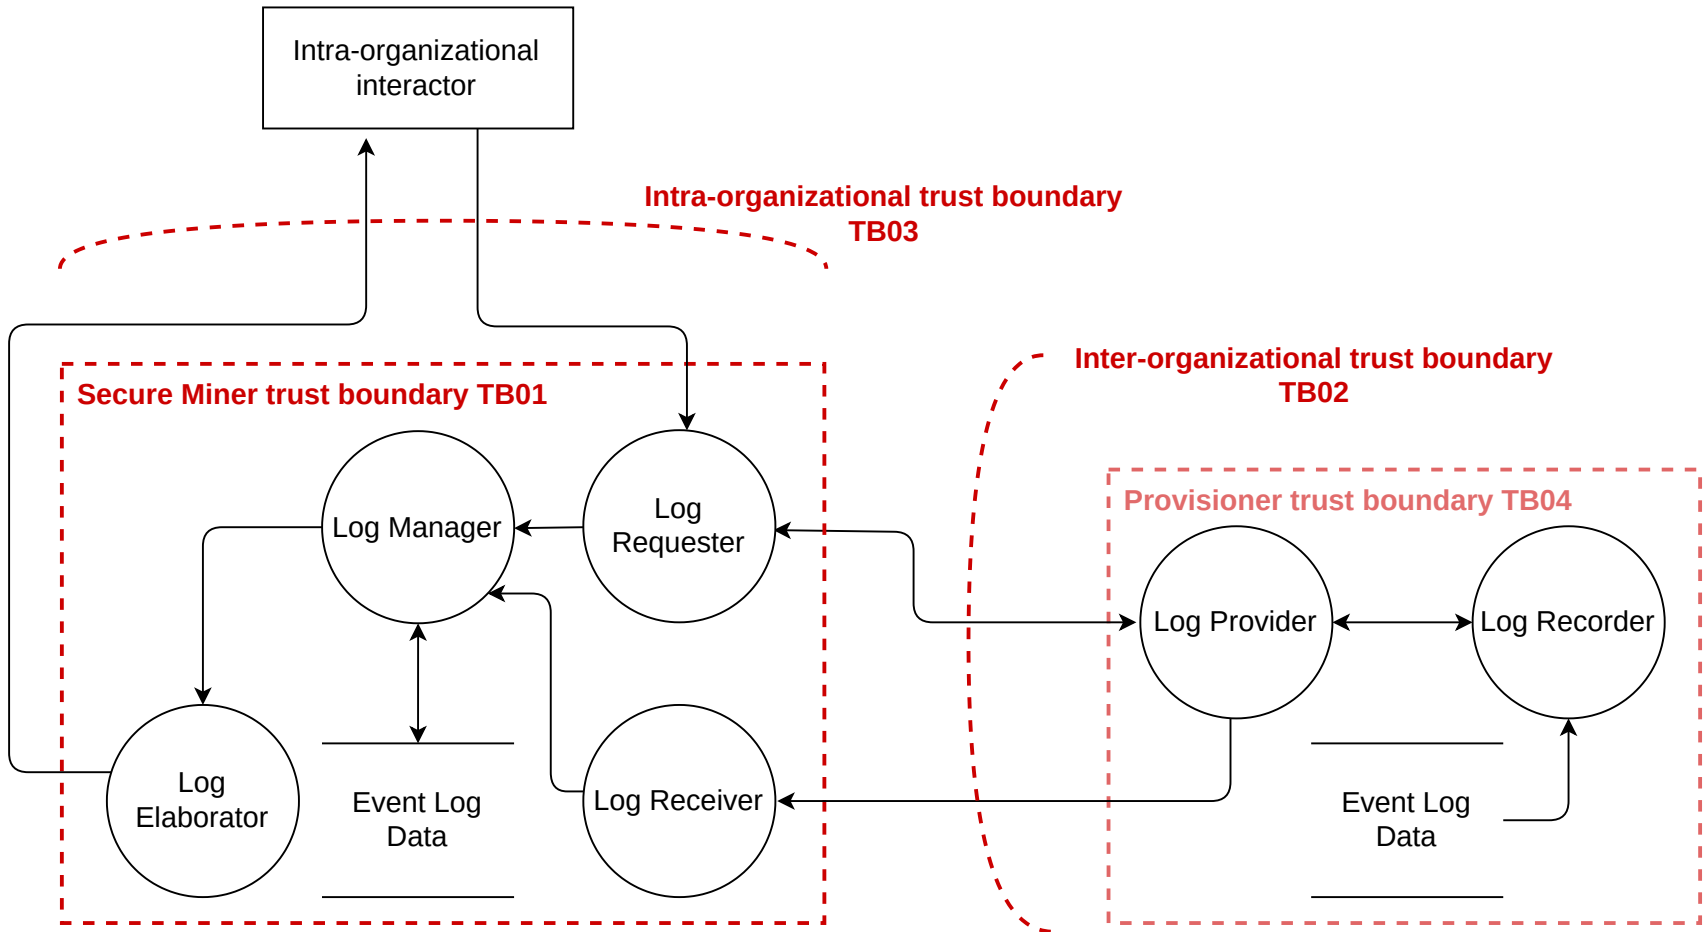 Intra-organizational
interactor
Intra-organizational trust boundary
TB03
Inter-organizational trust boundary
TB02
Secure Miner trust boundary TB01
Provisioner trust boundary TB04
Log Manager
Log
Requester
Log Provider
Log Recorder
Log
Elaborator
Event Log
Data
Log Receiver
Event Log
Data